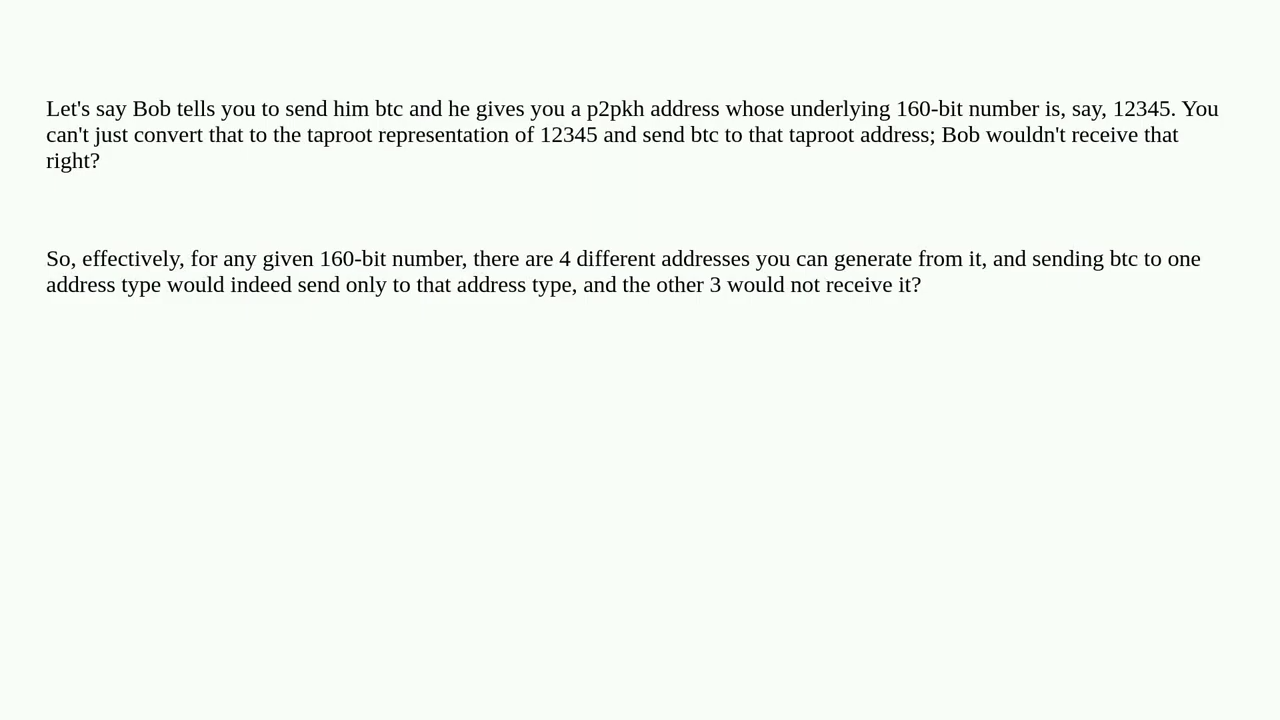 Let's say Bob tells you to send him btc and he gives you a p2pkh address whose underlying 160-bit number is, say, 12345. You
can't just convert that to the taproot representation of 12345 and send btc to that taproot address; Bob wouldn't receive that
right?
So, effectively, for any given 160-bit number, there are 4 different addresses you can generate from it, and sending btc to one
address type would indeed send only to that address type, and the other 3 would not receive it?